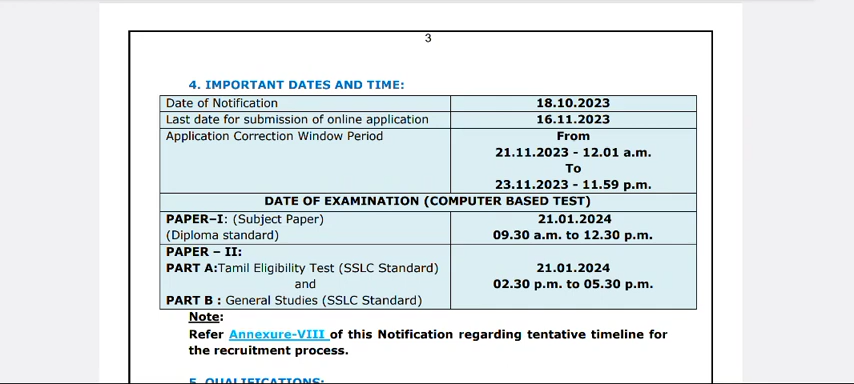 3
4. IMPORTANT DATES AND TIME:
Date of Notification 18.10.2023
Last date for submission of online application 16.11.2023
Application Correction Window Period From
21.11.2023 - 12.01 a.m.
To
23.11.2023 - 11.59 p.m.
DATE OF EXAMINATION (COMPUTER BASED TEST)
PAPER–I: (Subject Paper) 21.01.2024
(Diploma standard) 09.30 a.m. to 12.30 p.m.
PAPER – II:
PART A:Tamil Eligibility Test (SSLC Standard) 21.01.2024
and 02.30 p.m. to 05.30 p.m.
PART B : General Studies (SSLC Standard)
Note:
Refer Annexure-VIII of this Notification regarding tentative timeline for
the recruitment process.
5. QUALIFICATIONS: